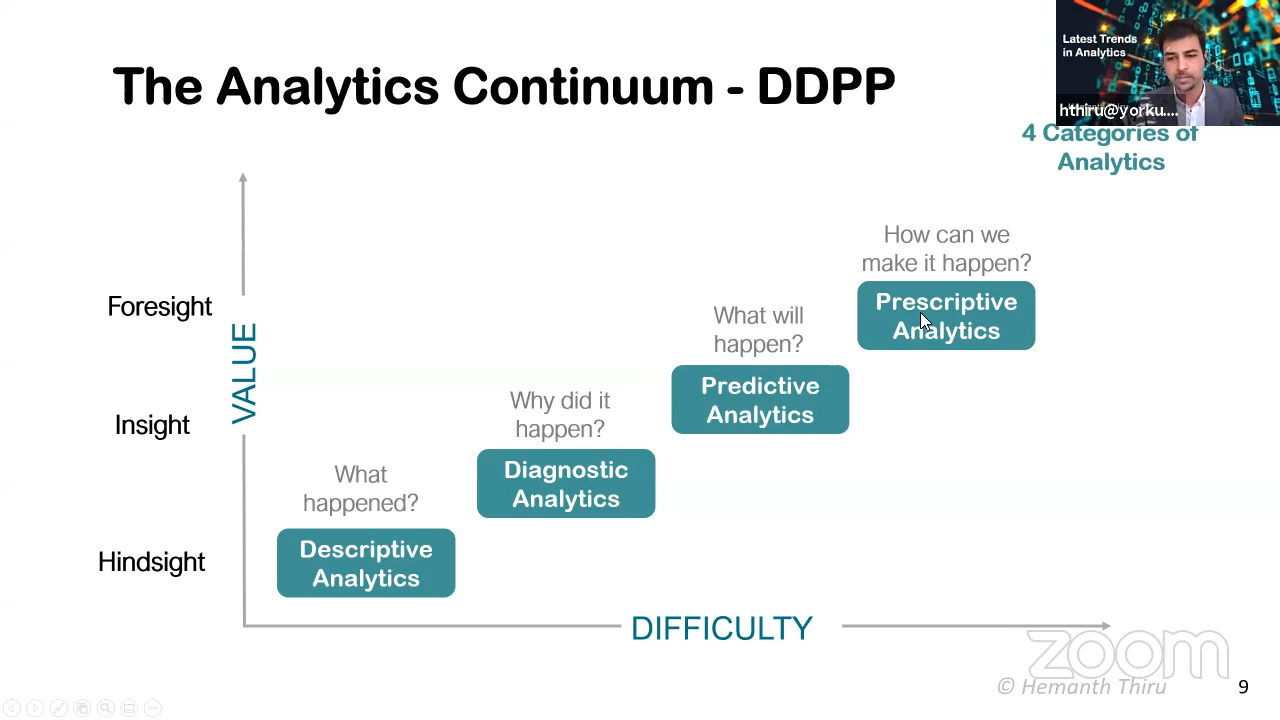 The Analytics Continuum - DDPP
Latest Trends
in Analytics
hthiru@yorku....
4 Categories of
Analytics
How can we
make it happen?
Prescriptive
Analytics
Foresight
What will
happen?
Predictive
Analytics
VALUE
Insight
Why did it
happen?
Diagnostic
Analytics
What
happened?
Hindsight
Descriptive
Analytics
DIFFICULTY
zoom
© Hemanth Thiru
9